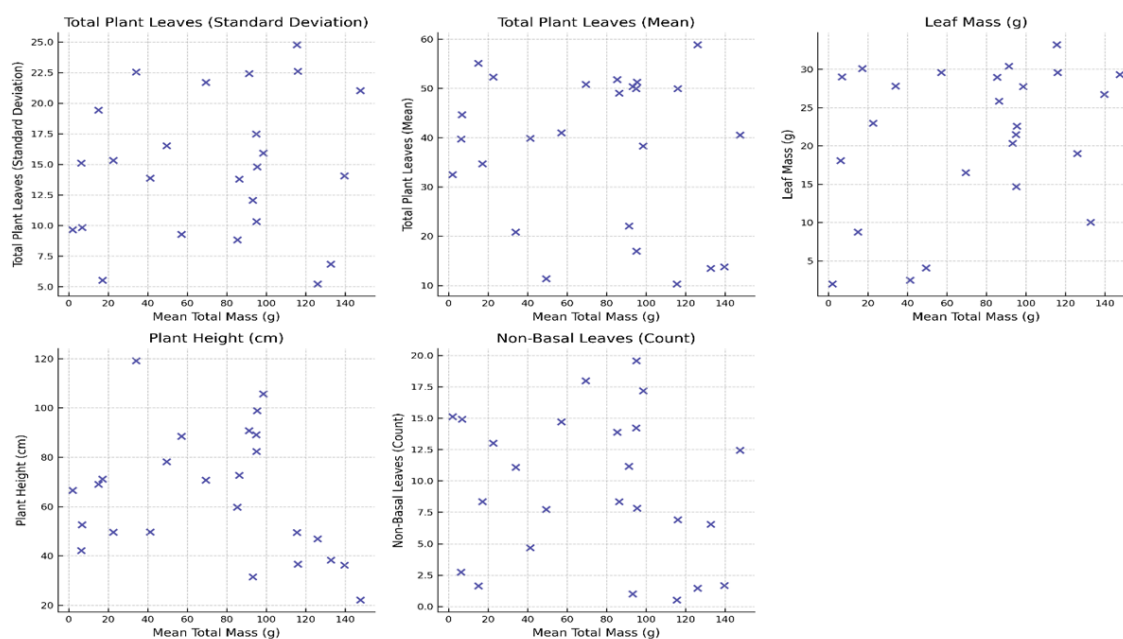 Total Plant Leaves (Standard Deviation)
Total Plant Leaves (Standard Deviation)
25.0
22.5
20.0
17.5
15.0
12.5
10.0
7.5
5.0
0 20 40 60 80 100 120 140
Mean Total Mass (g)
Total Plant Leaves (Mean)
Total Plant Leaves (Mean)
60
50
40
30
20
10
0 20 40 60 80 100 120 140
Mean Total Mass (g)
Leaf Mass (g)
Leaf Mass (g)
30
25
20
15
10
5
0 20 40 60 80 100 120 140
Mean Total Mass (g)
Plant Height (cm)
Plant Height (cm)
120
100
80
60
40
20
0 20 40 60 80 100 120 140
Mean Total Mass (g)
Non-Basal Leaves (Count)
Non-Basal Leaves (Count)
20.0
17.5
15.0
12.5
10.0
7.5
5.0
2.5
0.0
0 20 40 60 80 100 120 140
Mean Total Mass (g)